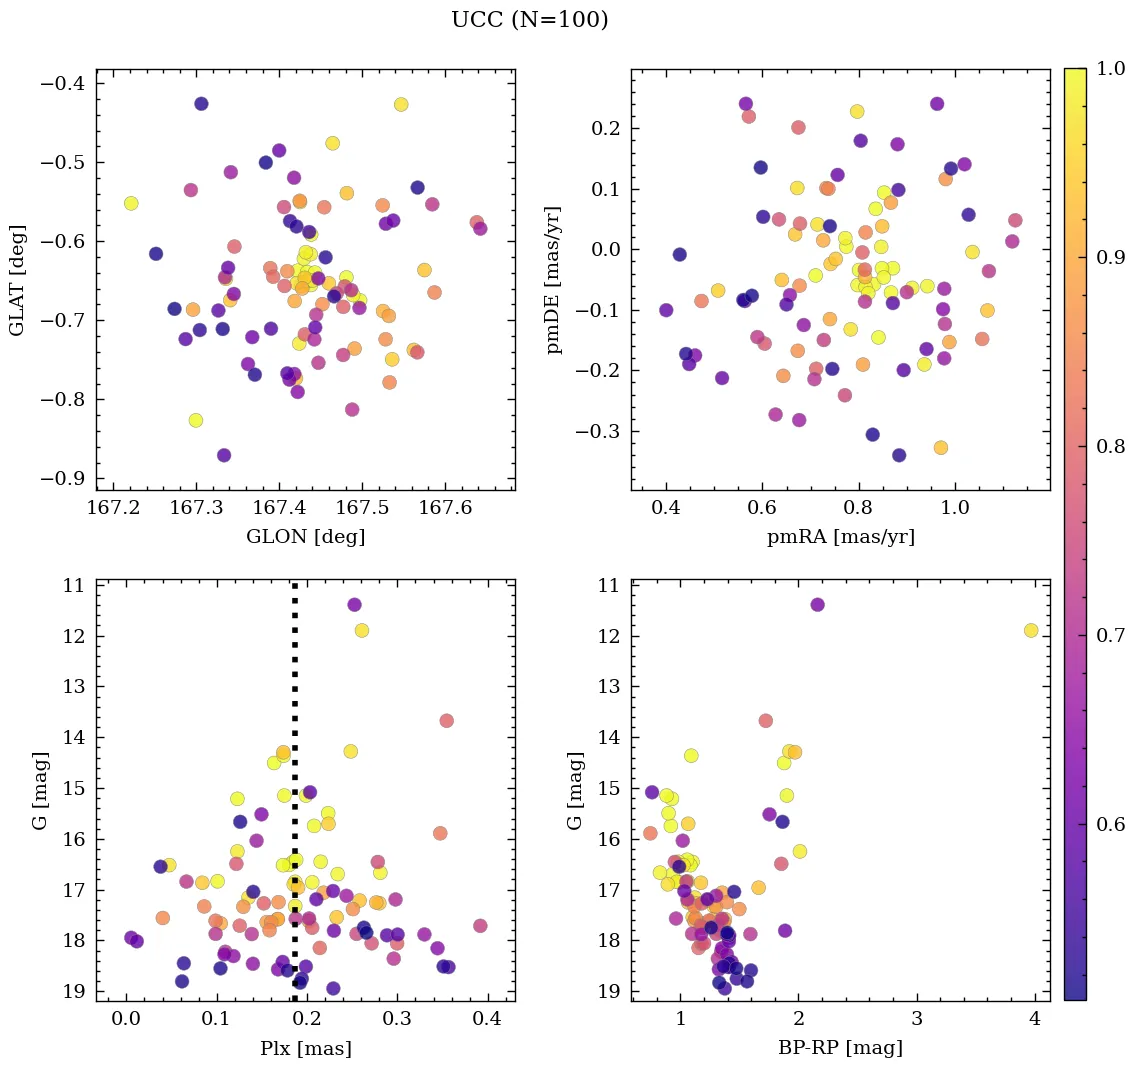 UCC (N=100)
−0.4
−0.5
−0.6
−0.7
−0.8
−0.9
GLAT [deg]
167.2 167.3 167.4 167.5 167.6
GLON [deg]
0.2
0.1
0.0
−0.1
−0.2
−0.3
pmDE [mas/yr]
0.4 0.6 0.8 1.0
pmRA [mas/yr]
1.0
0.9
0.8
0.7
0.6
11
12
13
14
15
16
17
18
19
G [mag]
0.0 0.1 0.2 0.3 0.4
Plx [mas]
11
12
13
14
15
16
17
18
19
G [mag]
1 2 3 4
BP-RP [mag]